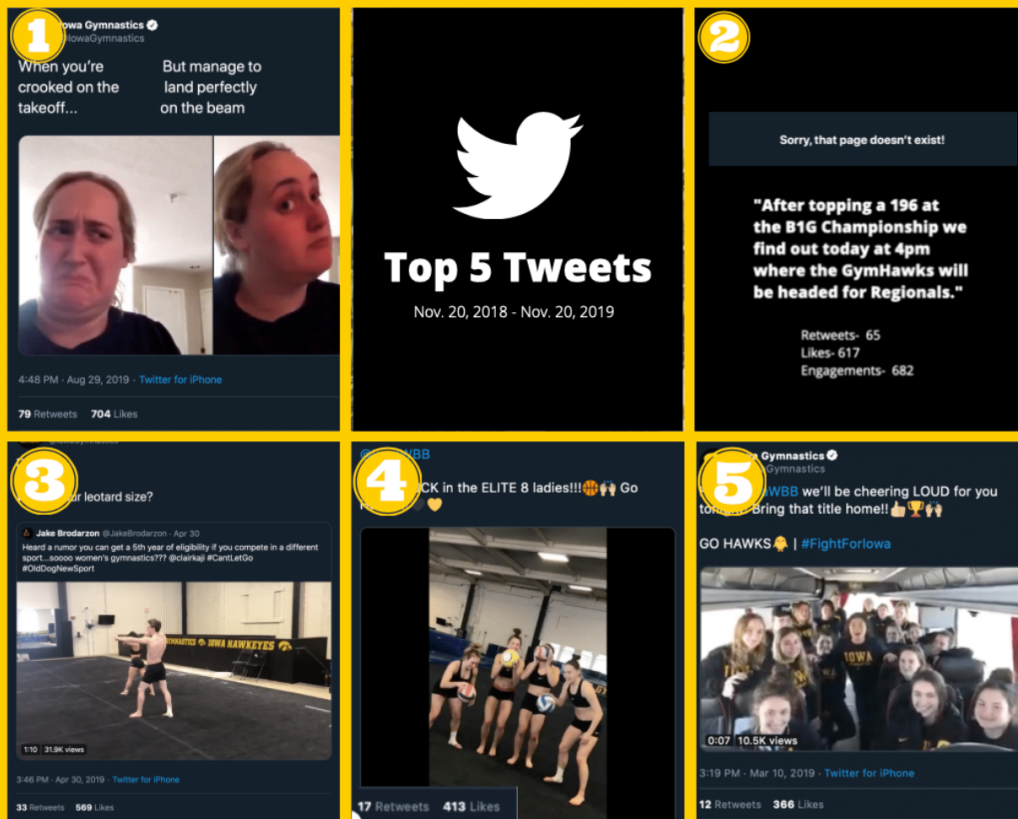 1
owa Gymnastics
IowaGymnastics
When you're
crooked on the
takeoff...
But manage to
land perfectly
on the beam
4:48 PM · Aug 29, 2019 · Twitter for iPhone
79 Retweets 704 Likes
Top 5 Tweets
Nov. 20, 2018 - Nov. 20, 2019
2
Sorry, that page doesn't exist!
"After topping a 196 at
the B1G Championship we
find out today at 4pm
where the GymHawks will
be headed for Regionals."
Retweets- 65
Likes- 617
Engagements- 682
3
ur leotard size?
Jake Brodarzon @JakeBrodarzon · Apr 30
Heard a rumor you can get a 5th year of eligibility if you compete in a different
sport...soooo women's gymnastics??? @clairkaji #CantLetGo
#OldDogNewSport
GYMNASTICS IOWA HAWKEYES
1:10 31.9K views
3:46 PM · Apr 30, 2019 · Twitter for iPhone
33 Retweets 569 Likes
4
WBB
CK in the ELITE 8 ladies!!!🏀🙌🏻 Go
🖤💛
17 Retweets 413 Likes
5
a Gymnastics
Gymnastics
WBB we'll be cheering LOUD for you
Bring that title home!!👍🏻🏆🙌🏻
GO HAWKS🐥 | #FightForIowa
IOWA
0:07 10.5K views
3:19 PM · Mar 10, 2019 · Twitter for iPhone
12 Retweets 366 Likes